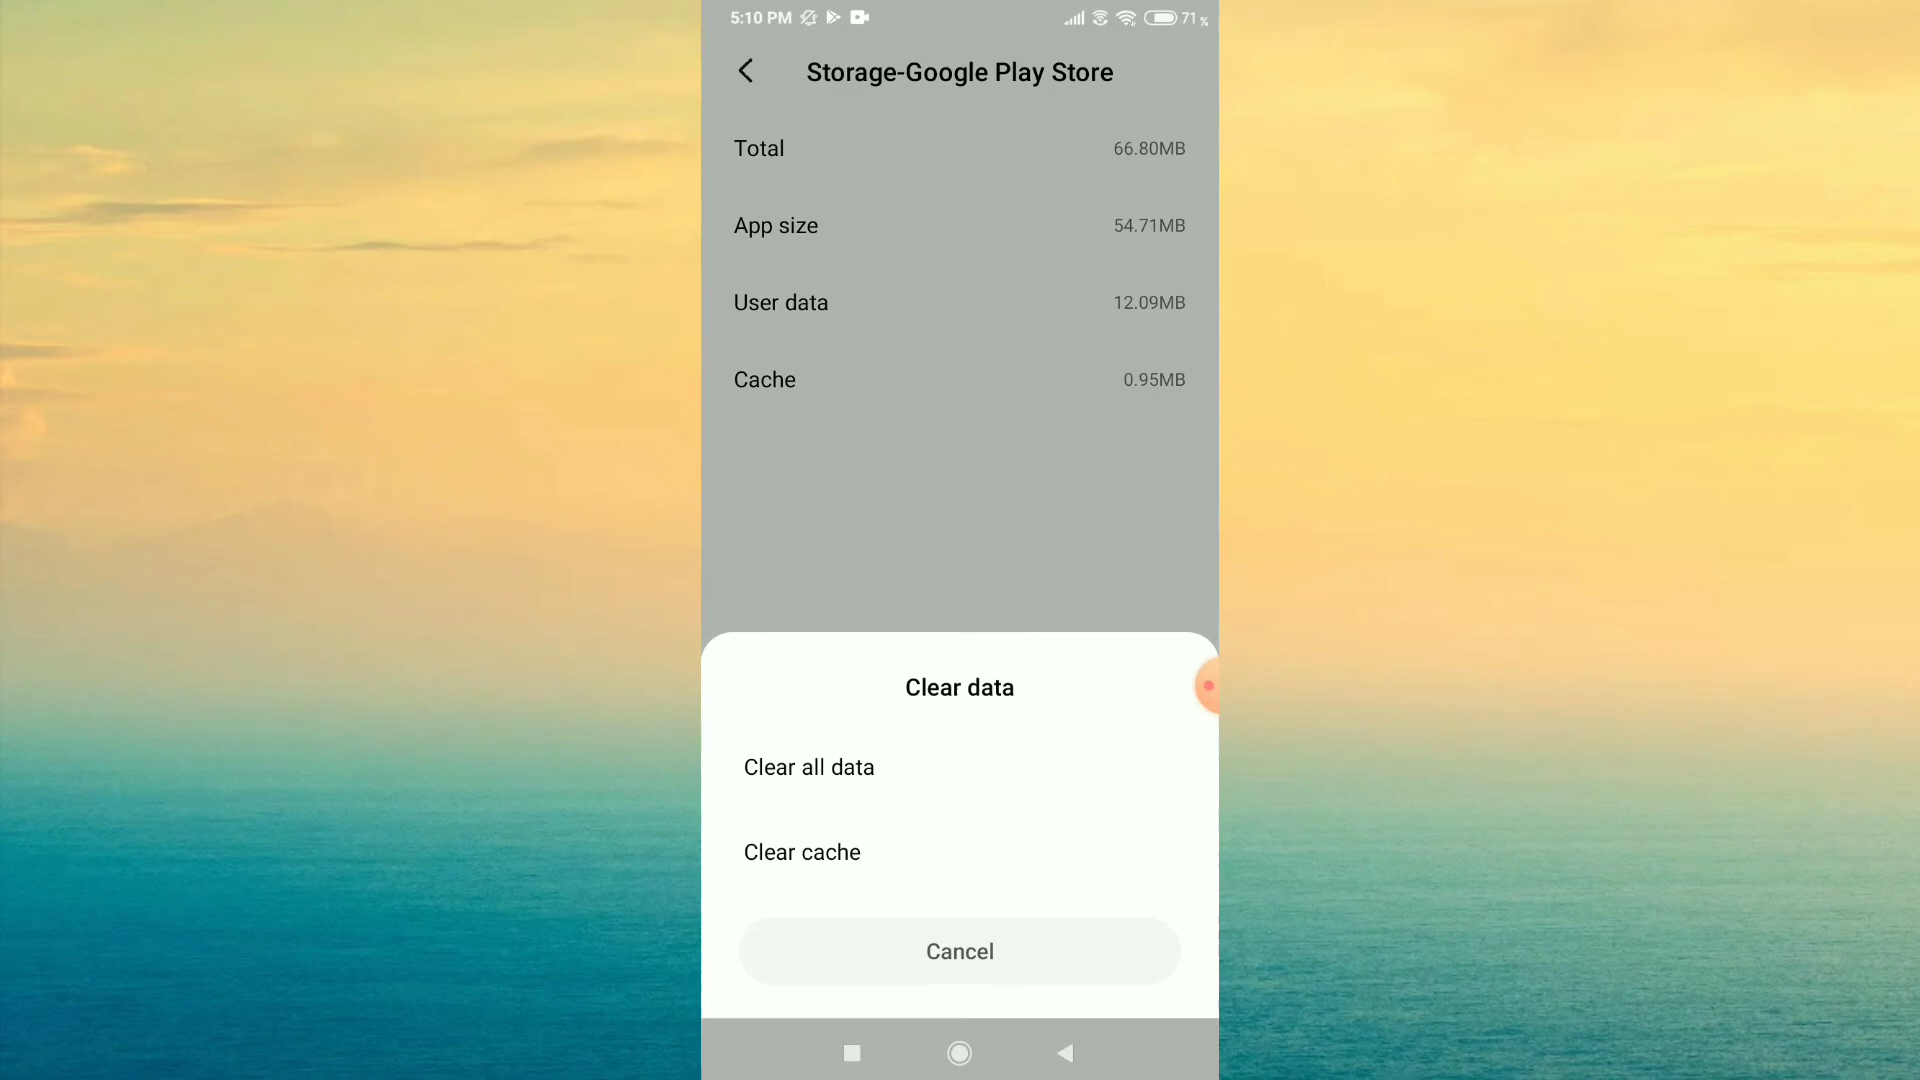 5:10 PM 71%
Storage-Google Play Store
Total 66.80MB
App size 54.71MB
User data 12.09MB
Cache 0.95MB
Clear data
Clear all data
Clear cache
Cancel